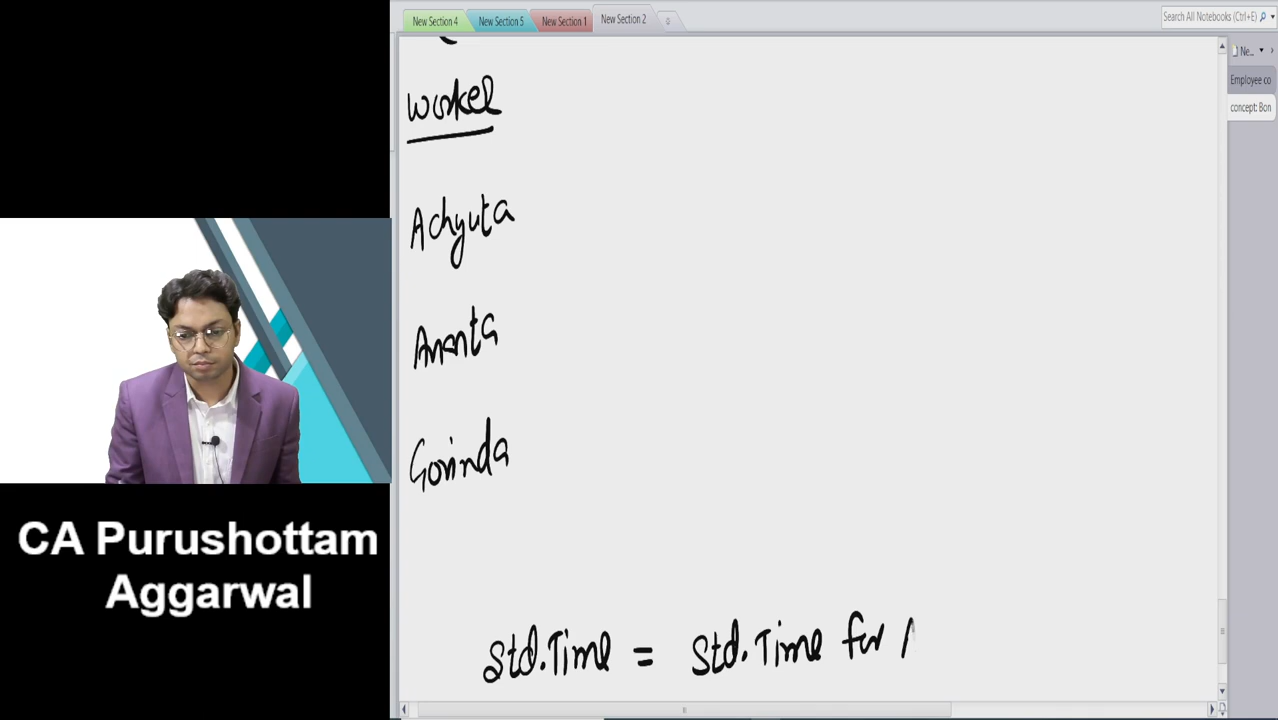 New Section 4 New Section 5 New Section 1 New Section 2
Search All Notebooks (Ctrl+E)
Ne...
Employee co
concept: Bon
Worker
Achyuta
Ananta
Govinda
Std.Time = Std.Time for
CA Purushottam
Aggarwal